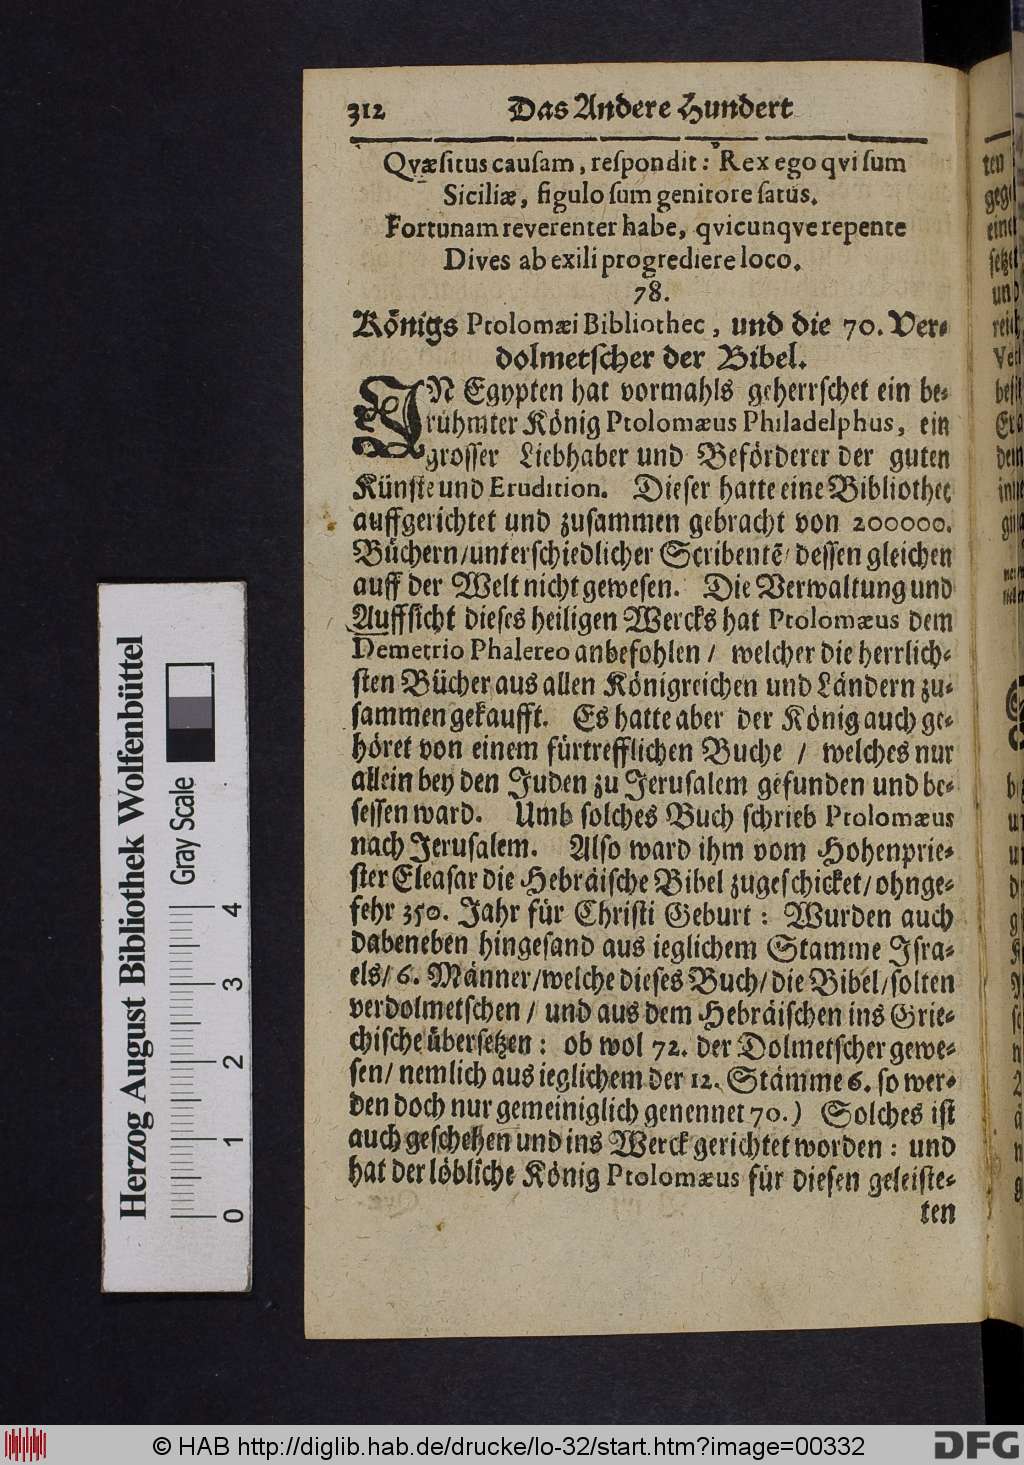 312 Das Andere Hundert
Qvæsitus causam, respondit: Rex ego qvi sum
Siciliæ, figulo sum genitore satus.
Fortunam reverenter habe, qvicunqve repente
Dives ab exili progrediere loco.
78.
Königs Ptolomæi Bibliothec, und die 70. Ver-
dolmetscher der Bibel.
IN Egypten hat vormahls geherrschet ein be-
rühmter König Ptolomæus Philadelphus, ein
grosser Liebhaber und Beförderer der guten
Künste und Erudition. Dieser hatte eine Bibliothec
auffgerichtet und zusammen gebracht von 200000.
Büchern/unterschiedlicher Scribentē/ dessen gleichen
auff der Welt nicht gewesen. Die Verwaltung und
Auffsicht dieses heiligen Wercks hat Ptolomæus dem
Demetrio Phalereo anbefohlen / welcher die herrlich-
sten Bücher aus allen Königreichen und Ländern zu-
sammen gekaufft. Es hatte aber der König auch ge-
höret von einem fürtrefflichen Buche / welches nur
allein bey den Juden zu Jerusalem gefunden und be-
sessen ward. Umb solches Buch schrieb Ptolomæus
nach Jerusalem. Also ward ihm vom Hohenprie-
ster Eleasar die Hebräische Bibel zugeschicket/ ohnge-
fehr 350. Jahr für Christi Geburt: Wurden auch
dabeneben hingesand aus ieglichem Stamme Isra-
els/ 6. Männer/welche dieses Buch/ die Bibel/solten
verdolmetschen / und aus dem Hebräischen ins Grie-
chische übersetzen: ob wol 72. der Dolmetscher gewe-
sen/ nemlich aus ieglichem der 12. Stämme 6. so wer-
den doch nur gemeiniglich genennet 70.) Solches ist
auch geschehen und ins Werck gerichtet worden: und
hat der löbliche König Ptolomæus für diesen geleiste-
ten
Herzog August Bibliothek Wolfenbüttel
Gray Scale
0 1 2 3 4
© HAB http://diglib.hab.de/drucke/lo-32/start.htm?image=00332
DFG